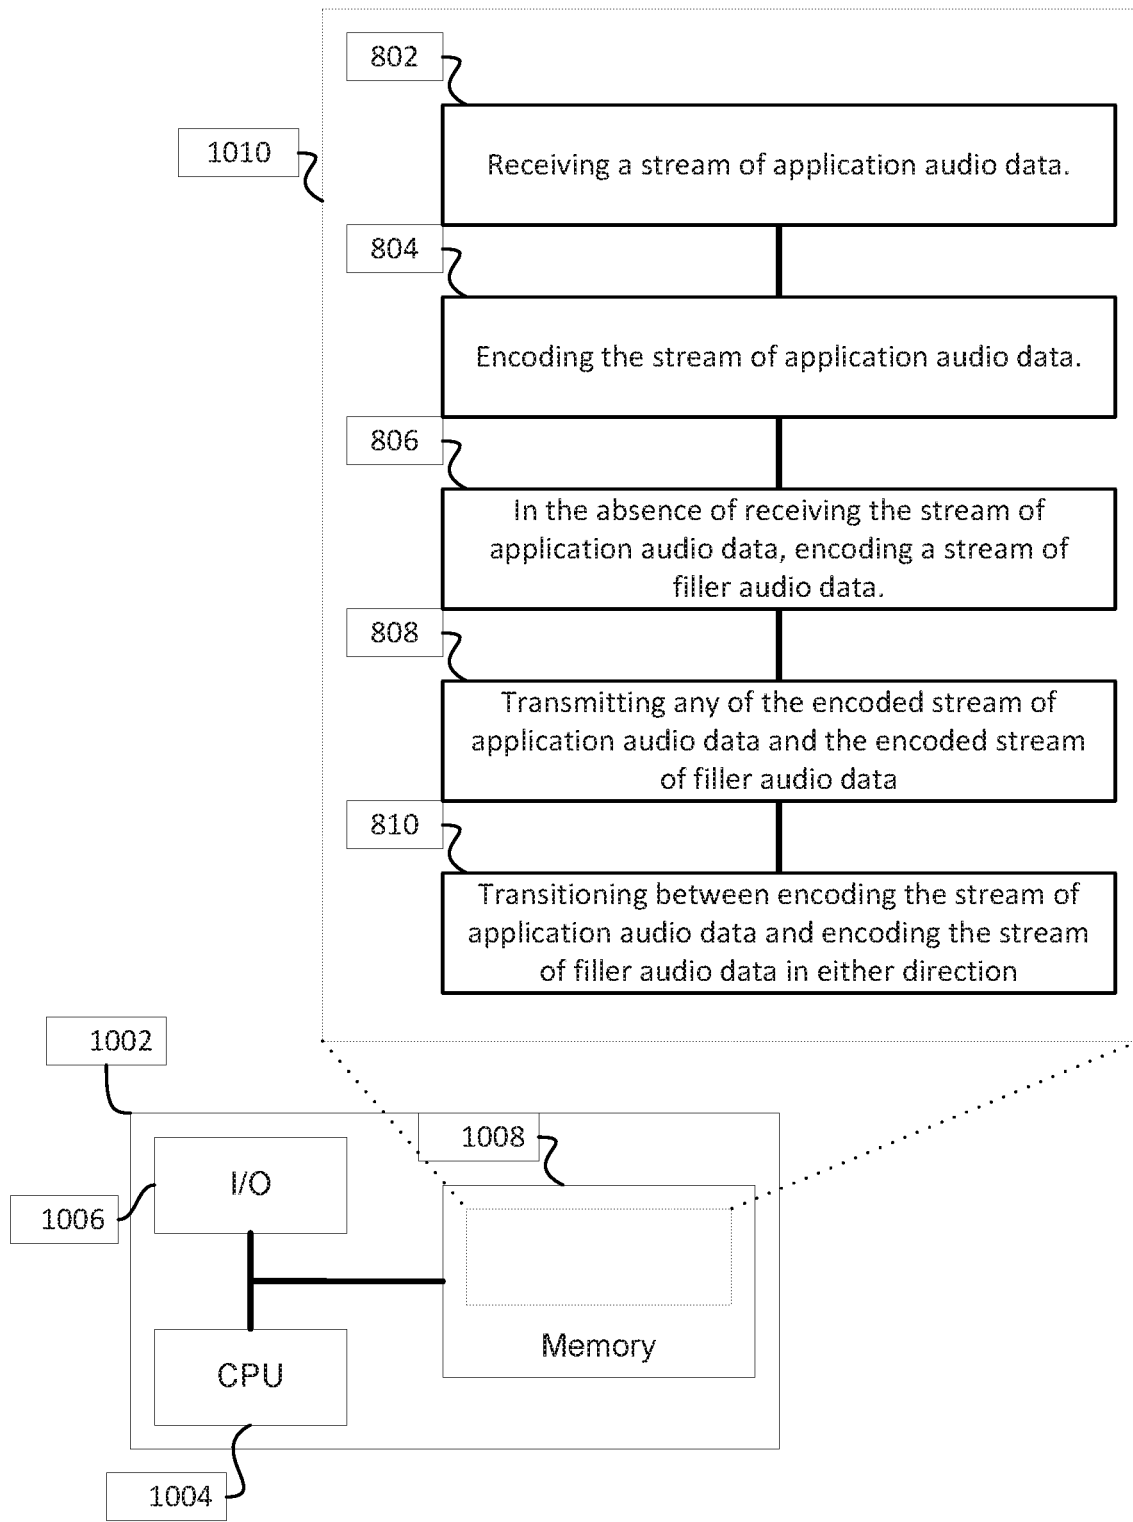 802
1010
Receiving a stream of application audio data.
804
Encoding the stream of application audio data.
806
In the absence of receiving the stream of
application audio data, encoding a stream of
filler audio data.
808
Transmitting any of the encoded stream of
application audio data and the encoded stream
of filler audio data
810
Transitioning between encoding the stream of
application audio data and encoding the stream
of filler audio data in either direction
1002
1008
I/O
1006
Memory
CPU
1004